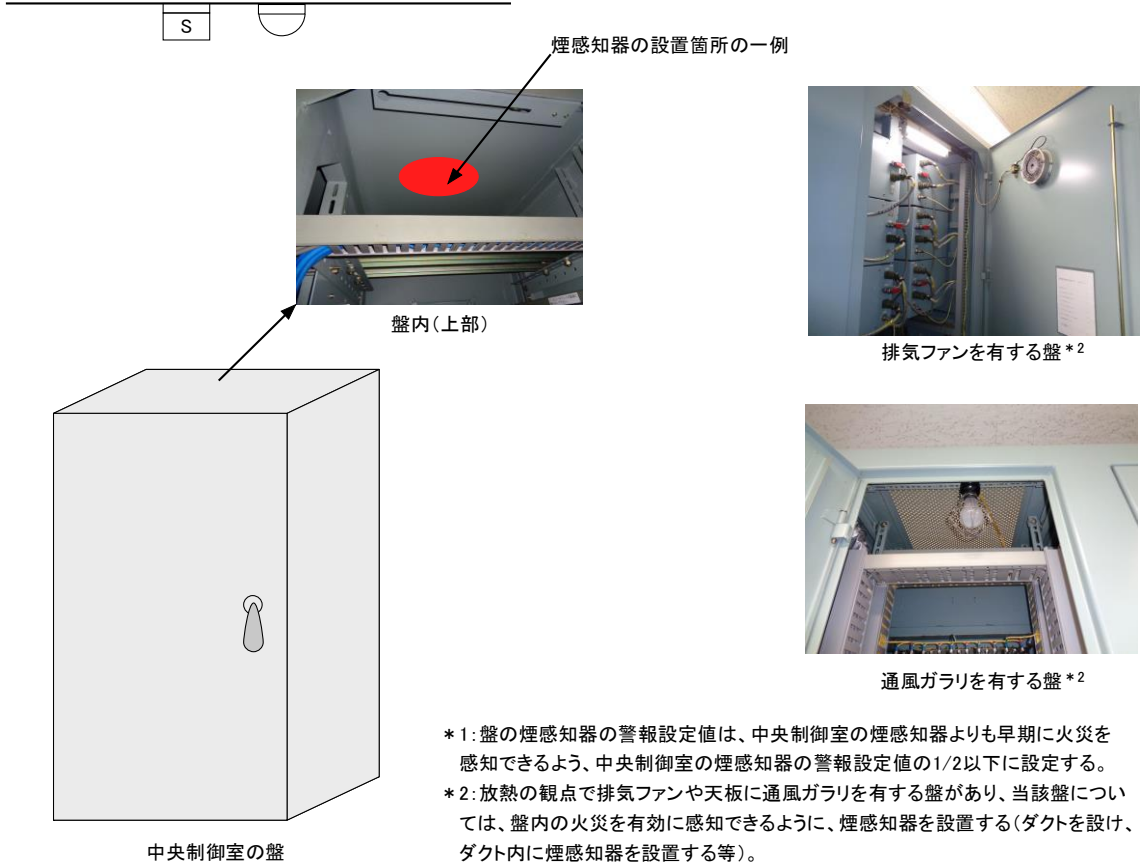 S
煙感知器の設置箇所の一例
盤内(上部)
排気ファンを有する盤*2
通風ガラリを有する盤*2
中央制御室の盤
*1:盤の煙感知器の警報設定値は、中央制御室の煙感知器よりも早期に火災を
感知できるよう、中央制御室の煙感知器の警報設定値の1/2以下に設定する。
*2:放熱の観点で排気ファンや天板に通風ガラリを有する盤があり、当該盤につい
ては、盤内の火災を有効に感知できるように、煙感知器を設置する(ダクトを設け、
ダクト内に煙感知器を設置する等)。